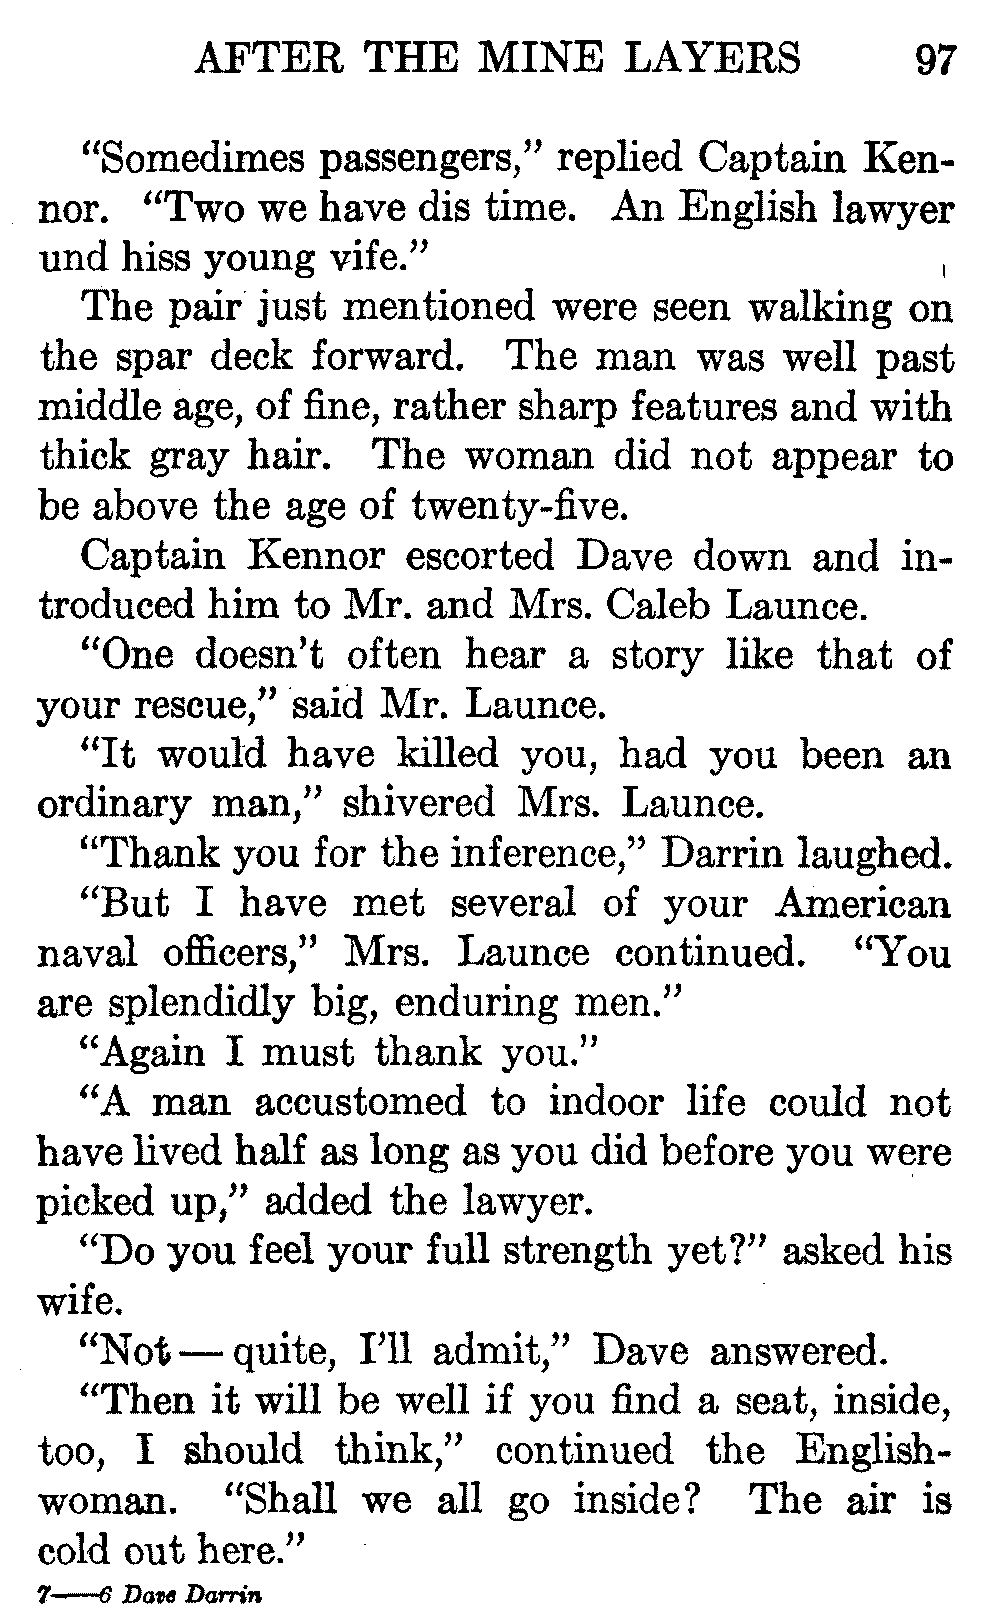 AFTER THE MINE LAYERS 97
"Somedimes passengers," replied Captain Ken-
nor. "Two we have dis time. An English lawyer
und hiss young vife."
The pair just mentioned were seen walking on
the spar deck forward. The man was well past
middle age, of fine, rather sharp features and with
thick gray hair. The woman did not appear to
be above the age of twenty-five.
Captain Kennor escorted Dave down and in-
troduced him to Mr. and Mrs. Caleb Launce.
"One doesn't often hear a story like that of
your rescue," said Mr. Launce.
"It would have killed you, had you been an
ordinary man," shivered Mrs. Launce.
"Thank you for the inference," Darrin laughed.
"But I have met several of your American
naval officers," Mrs. Launce continued. "You
are splendidly big, enduring men."
"Again I must thank you."
"A man accustomed to indoor life could not
have lived half as long as you did before you were
picked up," added the lawyer.
"Do you feel your full strength yet?" asked his
wife.
"Not—quite, I'll admit," Dave answered.
"Then it will be well if you find a seat, inside,
too, I should think," continued the English-
woman. "Shall we all go inside? The air is
cold out here."
7——6 Dave Darrin